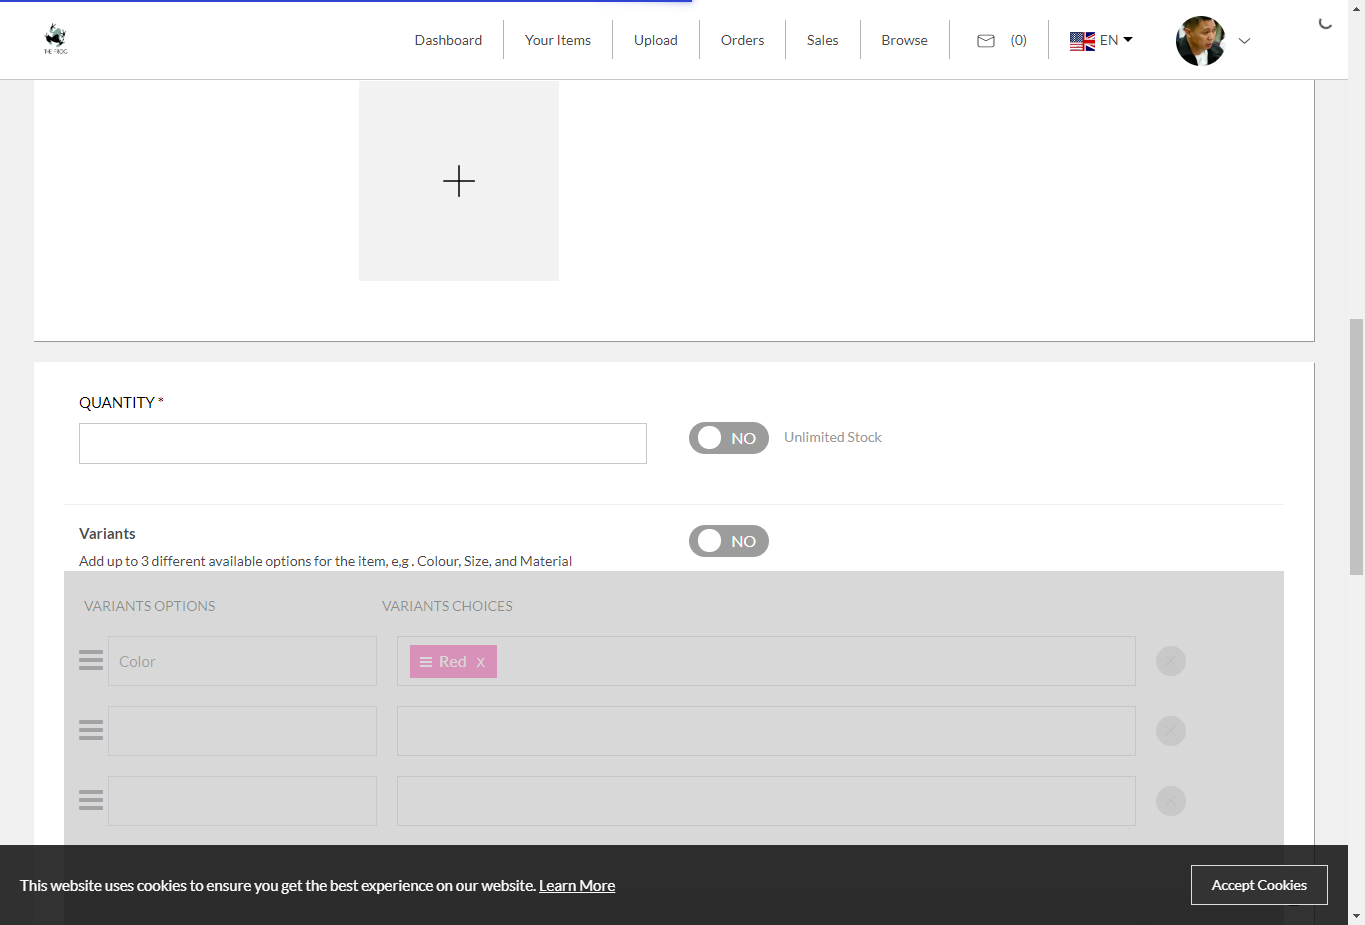 THE FROG
Dashboard
Your Items
Upload
Orders
Sales
Browse
(0)
EN
QUANTITY *
NO
Unlimited Stock
Variants
NO
Add up to 3 different available options for the item, e,g . Colour, Size, and Material
VARIANTS OPTIONS
VARIANTS CHOICES
Color
Red x
This website uses cookies to ensure you get the best experience on our website. Learn More
Accept Cookies